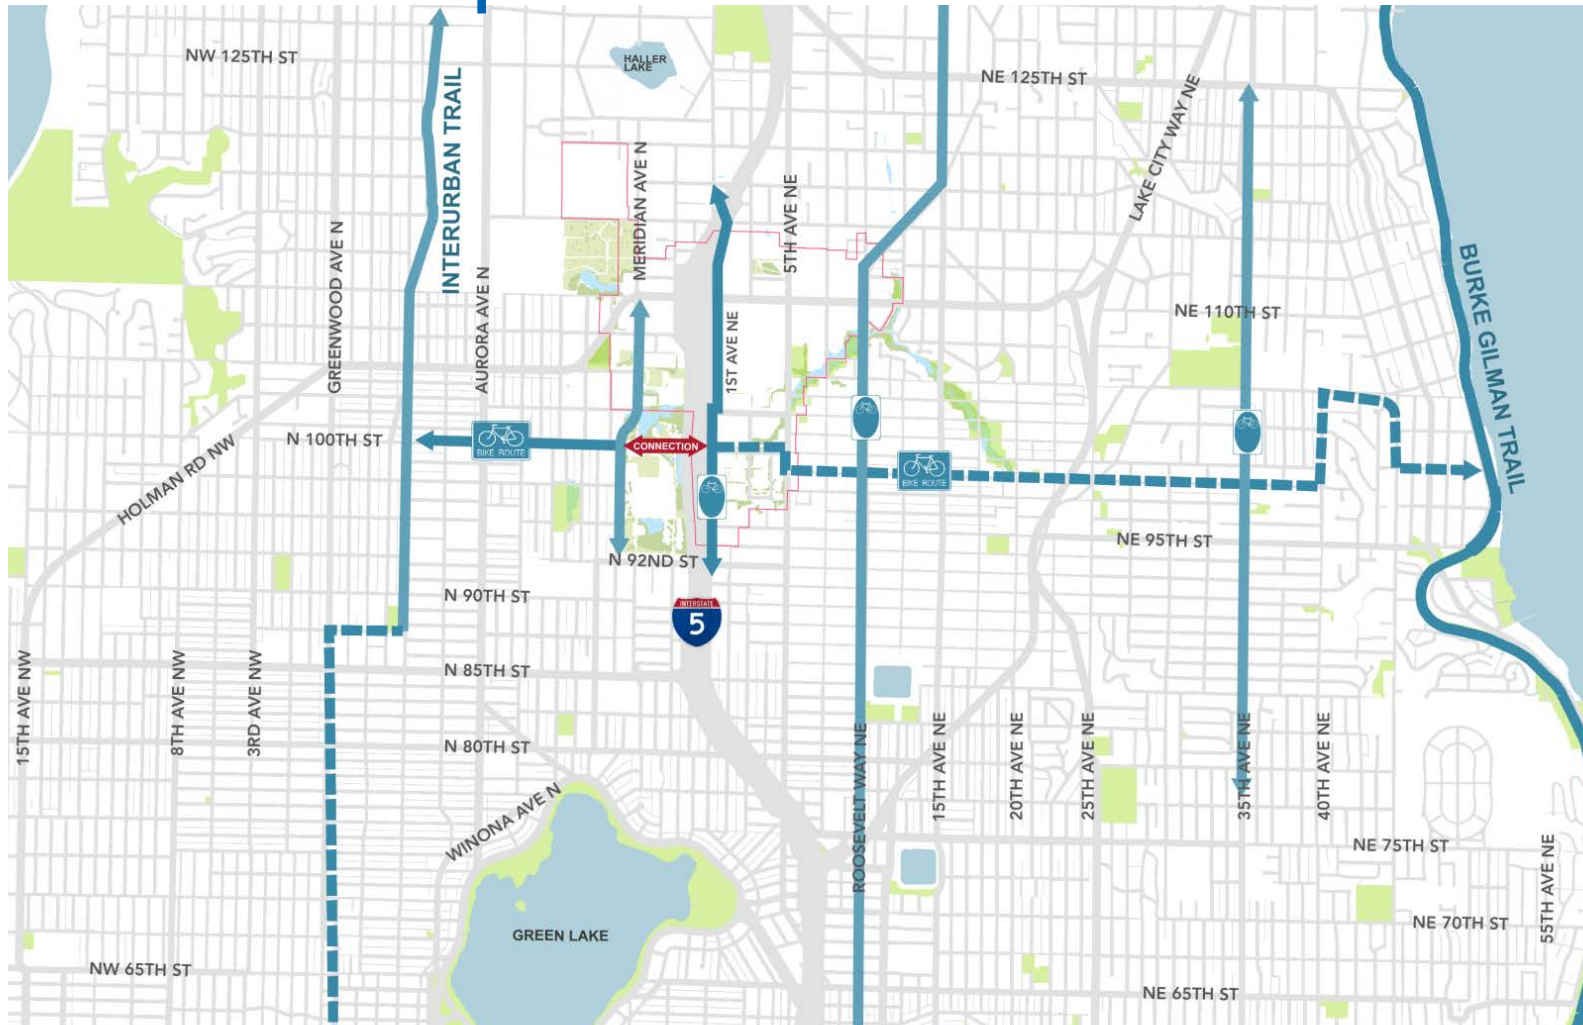 NW 125TH ST
HALLER
LAKE
NE 125TH ST
INTERURBAN TRAIL
LAKE CITY WAY NE
MERIDIAN AVE N
5TH AVE NE
GREENWOOD AVE N
AURORA AVE N
BURKE GILMAN TRAIL
NE 110TH ST
1ST AVE NE
N 100TH ST
BIKE ROUTE
CONNECTION
BIKE ROUTE
HOLMAN RD NW
NE 95TH ST
N 92ND ST
N 90TH ST
INTERSTATE
5
N 85TH ST
15TH AVE NW
8TH AVE NW
3RD AVE NW
N 80TH ST
ROOSEVELT WAY NE
15TH AVE NE
20TH AVE NE
25TH AVE NE
35TH AVE NE
40TH AVE NE
WINONA AVE N
NE 75TH ST
55TH AVE NE
NE 70TH ST
GREEN LAKE
NW 65TH ST
NE 65TH ST